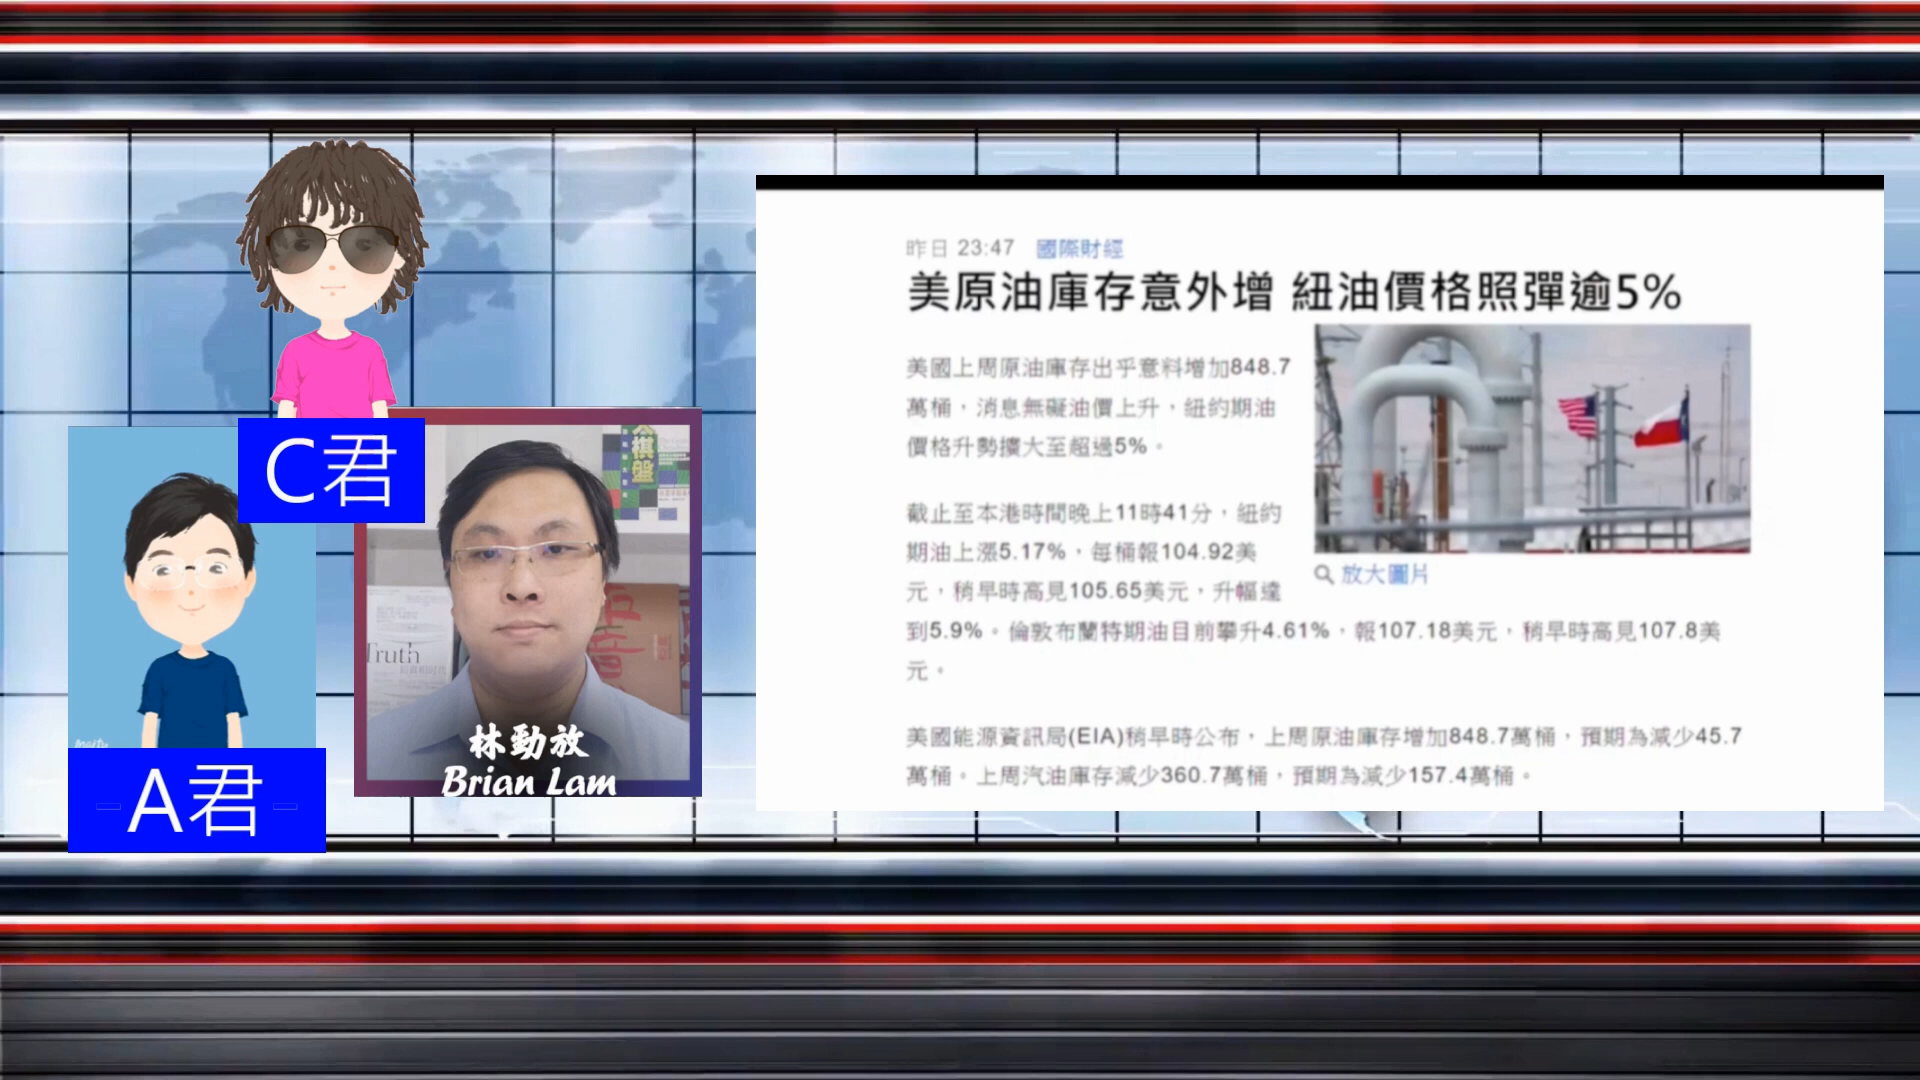 C君
A君
Truth
棋盤
林勁放
Brian Lam
昨日 23:47 國際財經
美原油庫存意外增 紐油價格照彈逾5%
美國上周原油庫存出乎意料增加848.7
萬桶，消息無礙油價上升，紐約期油
價格升勢擴大至超過5%。
截止至本港時間晚上11時41分，紐約
期油上漲5.17%，每桶報104.92美
元，稍早時高見105.65美元，升幅達
到5.9%。倫敦布蘭特期油目前攀升4.61%，報107.18美元，稍早時高見107.8美
元。
放大圖片
美國能源資訊局(EIA)稍早時公布，上周原油庫存增加848.7萬桶，預期為減少45.7
萬桶。上周汽油庫存減少360.7萬桶，預期為減少157.4萬桶。